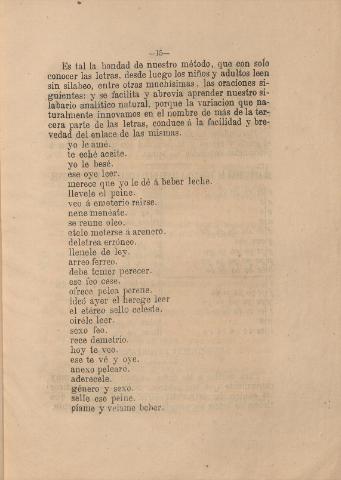 —15—
Es tal la bondad de nuestro método, que con solo
conocer las letras, desde luego los niños y adultos leen
sin silabeo, entre otras muchísimas, las oraciones si-
guientes: y se facilita y abrevia aprender nuestro si-
labario analítico natural, porque la variacion que na-
turalmente innovamos en el nombre de más de la ter-
cera parte de las letras, conduce á la facilidad y bre-
vedad del enlace de las mismas.
yo le amé.
te eché aceite.
yo le besé.
ese oye leer.
merece que yo le dé á beber leche.
llevele el peine.
veo á emeterio reirse.
nene menéate.
se reune oleo.
etele meterse á arenero.
deletrea erróneo.
llenele de ley.
arreo ferreo.
debe temer perecer.
ese feo cese.
ofrece pelea perene.
ideó ayer el herege leer
el etéreo sello celeste.
oiréle leer.
sexo feo.
rece demetrio.
hoy te veo.
ese te vé y oye.
anexo pelearo.
aderecele.
género y sexo.
selle ese peine.
píame y veíame beber.